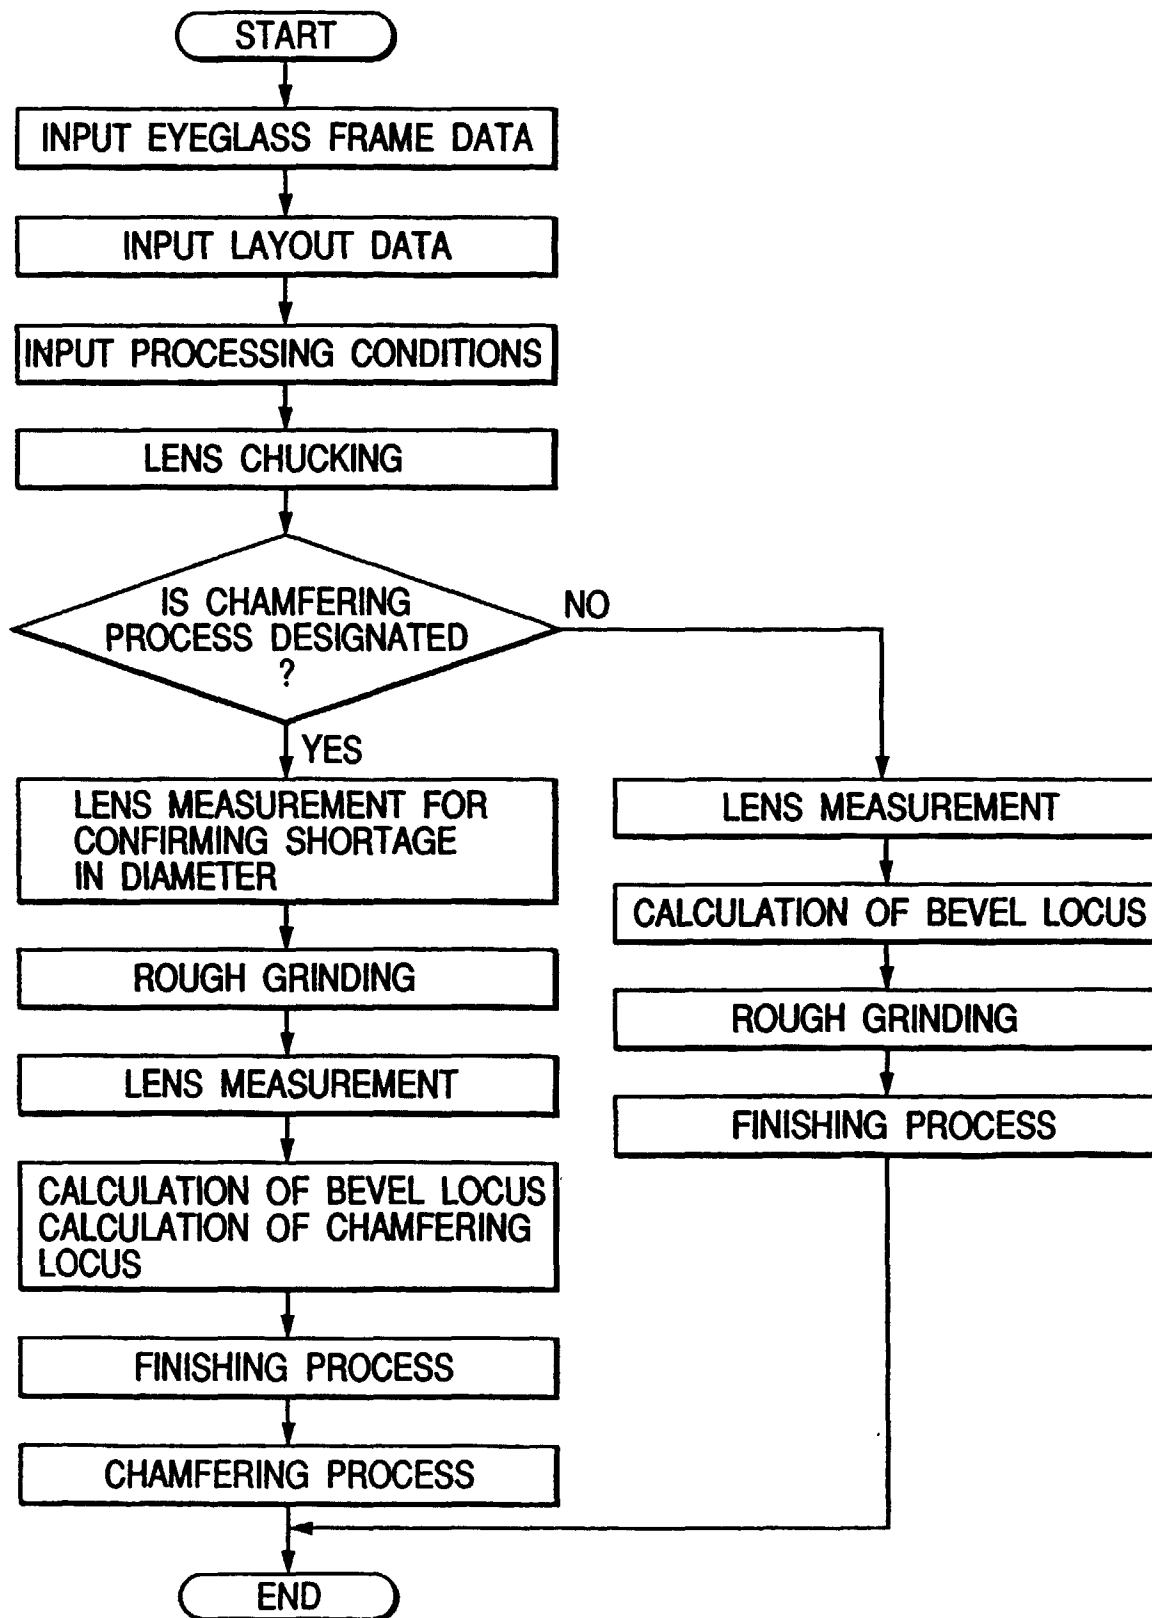 START
INPUT EYEGLASS FRAME DATA
INPUT LAYOUT DATA
INPUT PROCESSING CONDITIONS
LENS CHUCKING
IS CHAMFERING
PROCESS DESIGNATED
?
NO
YES
LENS MEASUREMENT FOR
CONFIRMING SHORTAGE
IN DIAMETER
ROUGH GRINDING
LENS MEASUREMENT
CALCULATION OF BEVEL LOCUS
CALCULATION OF CHAMFERING
LOCUS
FINISHING PROCESS
CHAMFERING PROCESS
LENS MEASUREMENT
CALCULATION OF BEVEL LOCUS
ROUGH GRINDING
FINISHING PROCESS
END